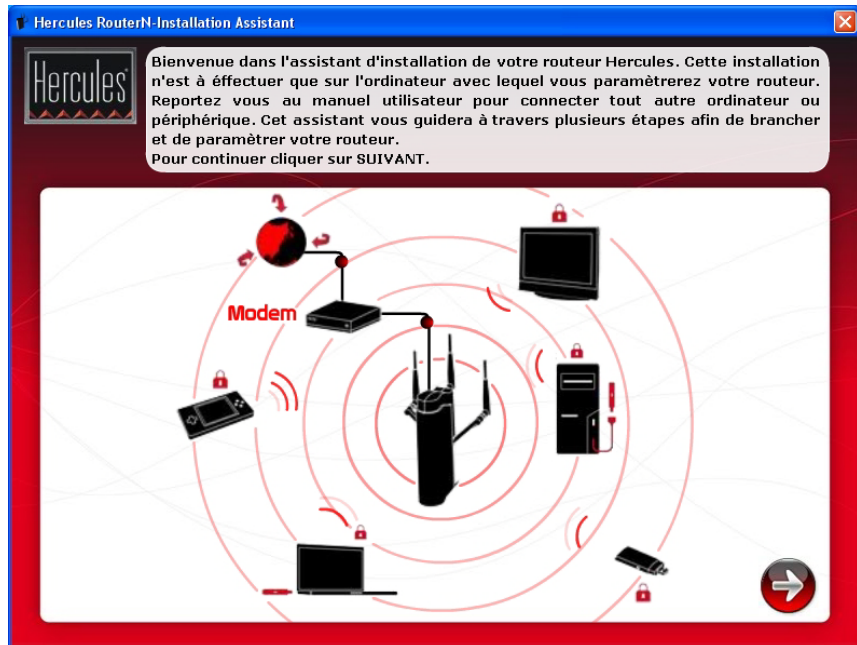 Hercules RouterN-Installation Assistant
Hercules
Bienvenue dans l'assistant d'installation de votre routeur Hercules. Cette installation
n'est à éffectuer que sur l'ordinateur avec lequel vous paramètrerez votre routeur.
Reportez vous au manuel utilisateur pour connecter tout autre ordinateur ou
périphérique. Cet assistant vous guidera à travers plusieurs étapes afin de brancher
et de paramètrer votre routeur.
Pour continuer cliquer sur SUIVANT.
Modem